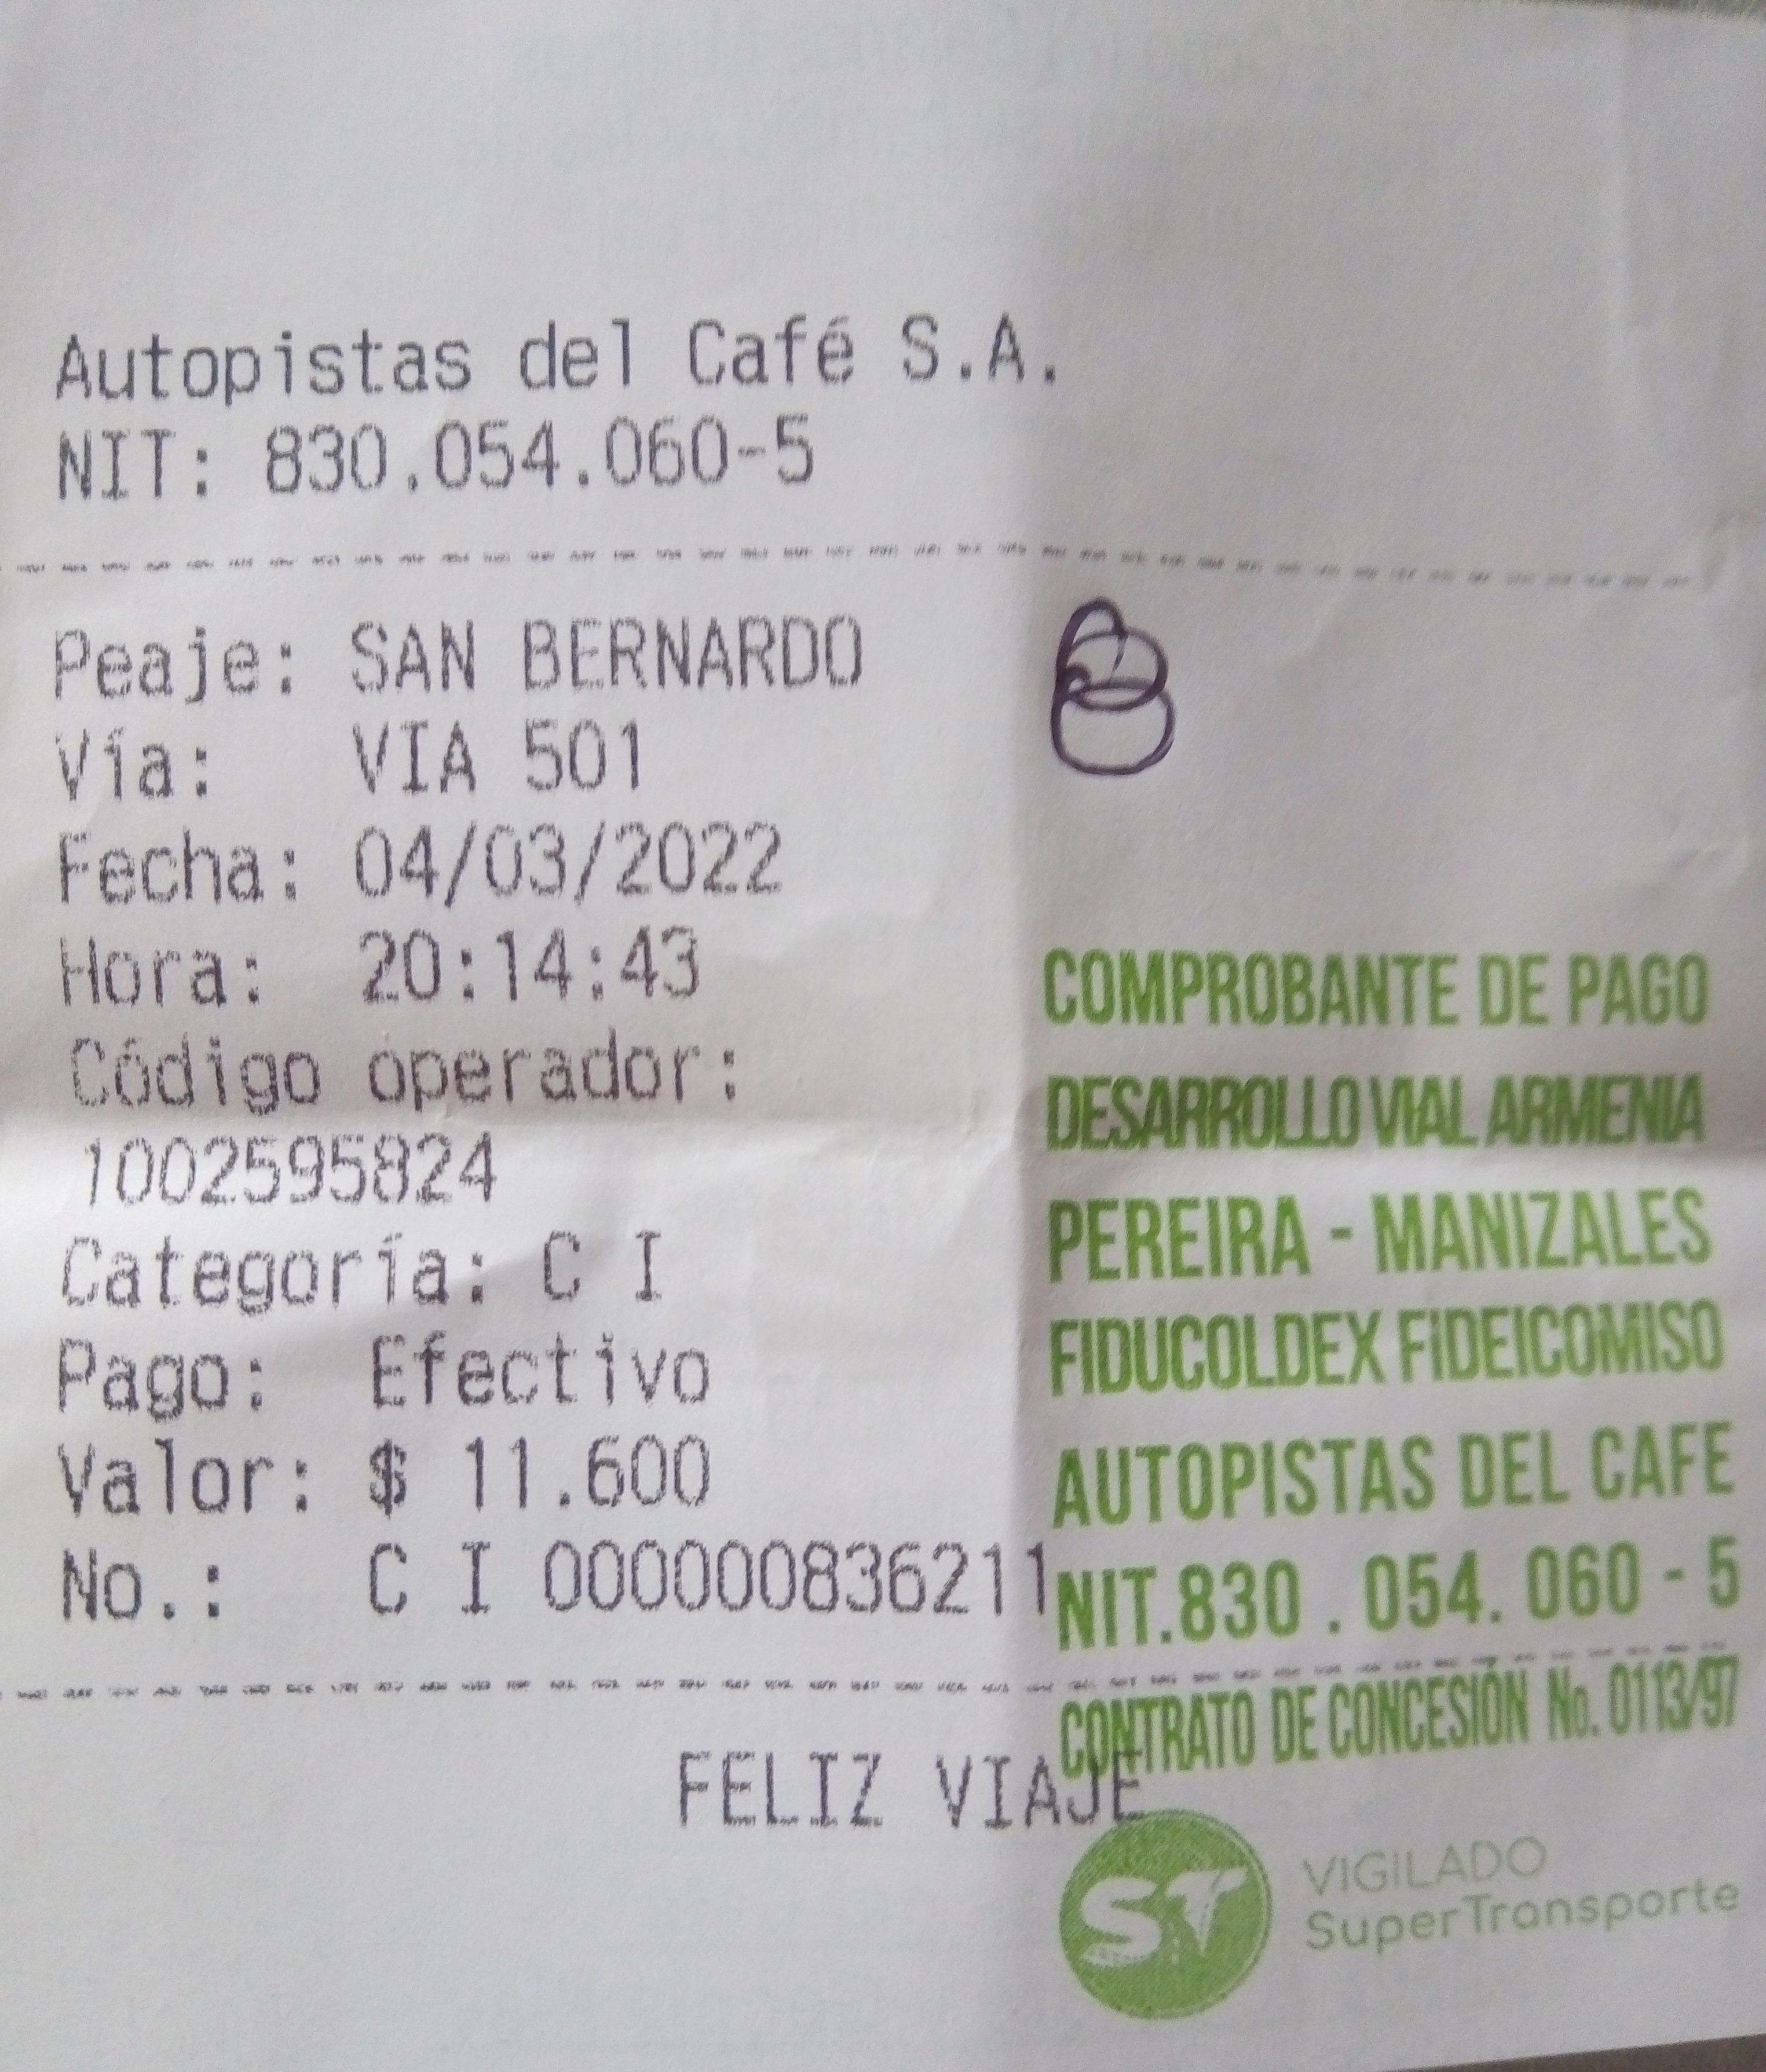 Autopistas del Café S.A.
NIT: 830.054.060-5
Peaje: SAN BERNARDO
Vía: VIA 501
Fecha: 04/03/2022
Hora: 20:14:43
Código operador:
1002595824
Categoría: C I
Pago: Efectivo
Valor: $ 11.600
No.: C I 000000836211
FELIZ VIAJE
COMPROBANTE DE PAGO
DESARROLLO VIAL ARMENIA
PEREIRA - MANIZALES
FIDUCOLDEX FIDEICOMISO
AUTOPISTAS DEL CAFE
NIT.830 . 054. 060 - 5
CONTRATO DE CONCESIÓN No. 0113/97
ST
VIGILADO
SuperTransporte